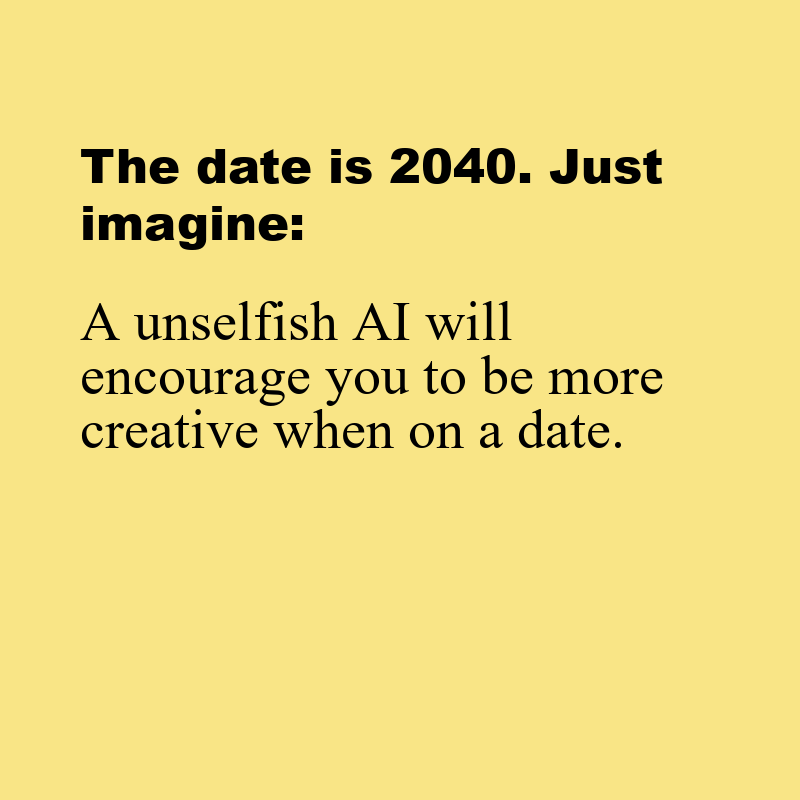 The date is 2040. Just
imagine:
A unselfish AI will
encourage you to be more
creative when on a date.